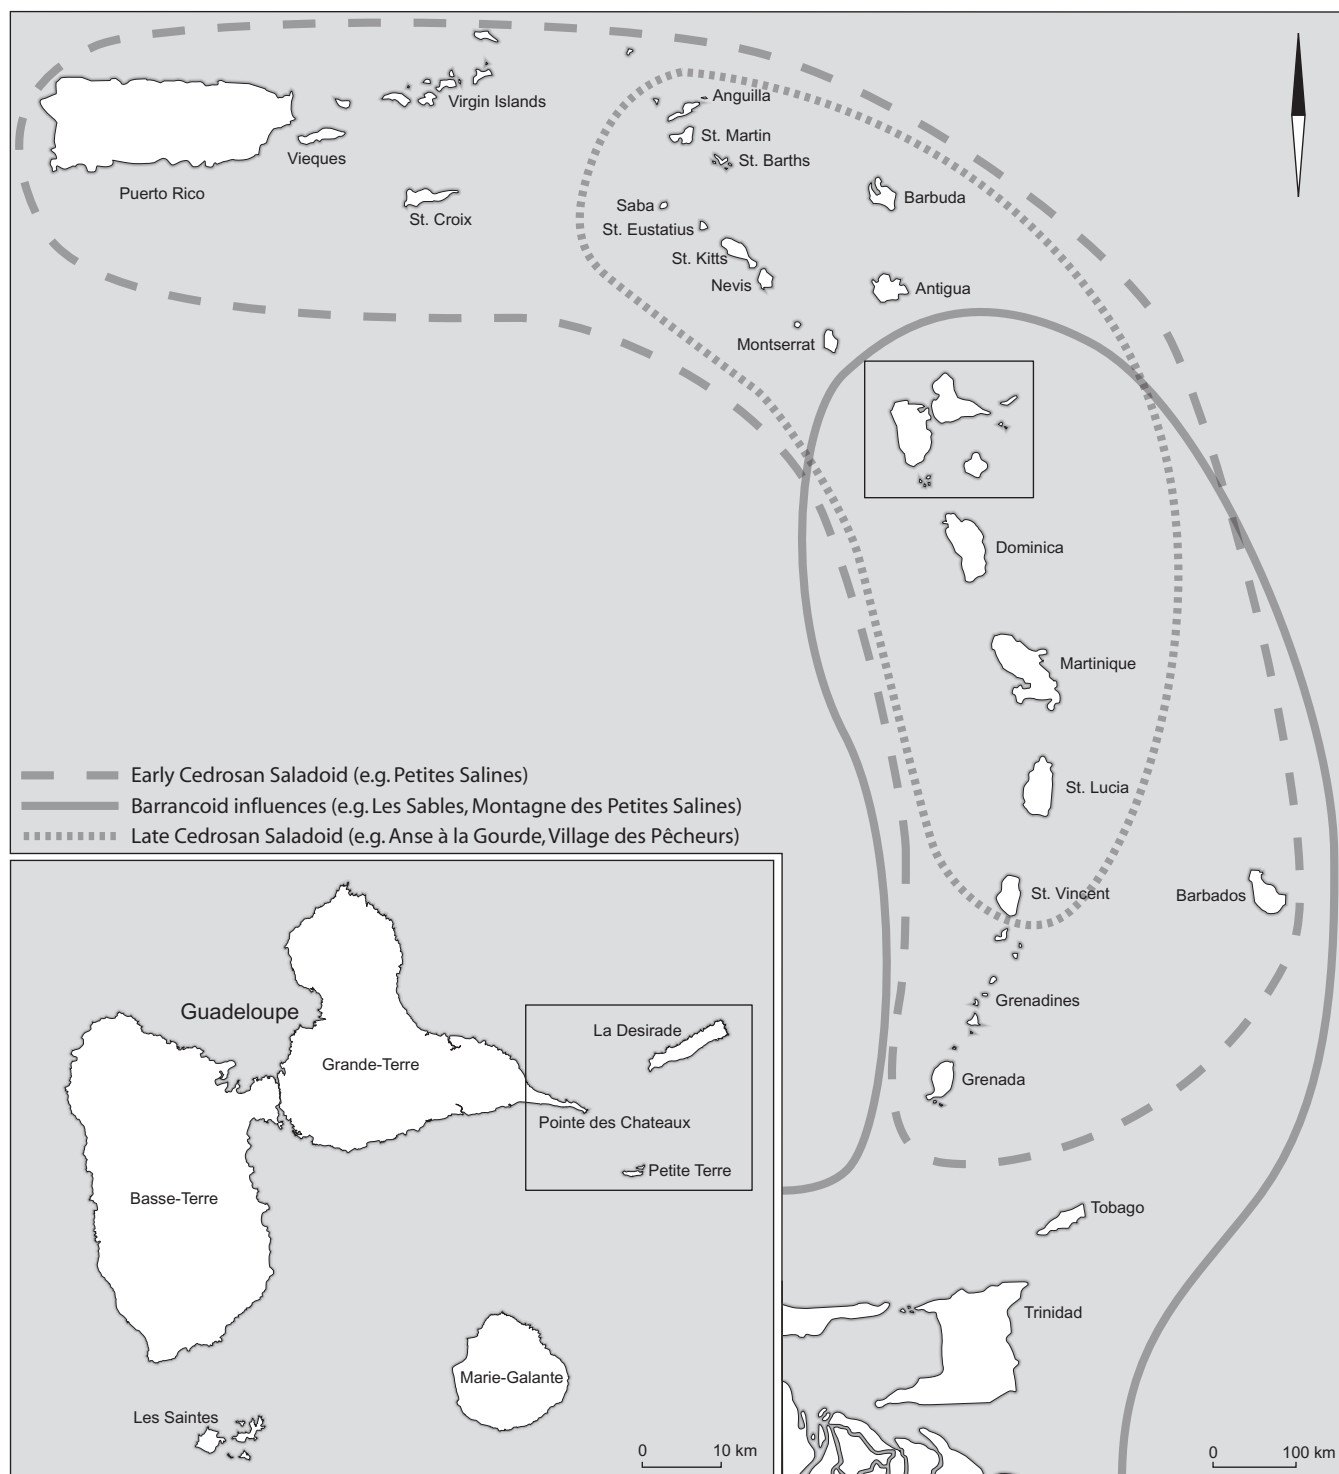 Anguilla
Virgin Islands
St. Martin
Vieques
St. Barths
Puerto Rico
St. Croix
Saba
Barbuda
St. Eustatius
St. Kitts
Nevis
Antigua
Montserrat
Dominica
Martinique
St. Lucia
St. Vincent
Barbados
Grenadines
Grenada
Tobago
Trinidad
Early Cedrosan Saladoid (e.g. Petites Salines)
Barrancoid influences (e.g. Les Sables, Montagne des Petites Salines)
Late Cedrosan Saladoid (e.g. Anse à la Gourde, Village des Pêcheurs)
Guadeloupe
La Desirade
Grande-Terre
Pointe des Chateaux
Petite Terre
Basse-Terre
Marie-Galante
Les Saintes
0 10 km
0 100 km